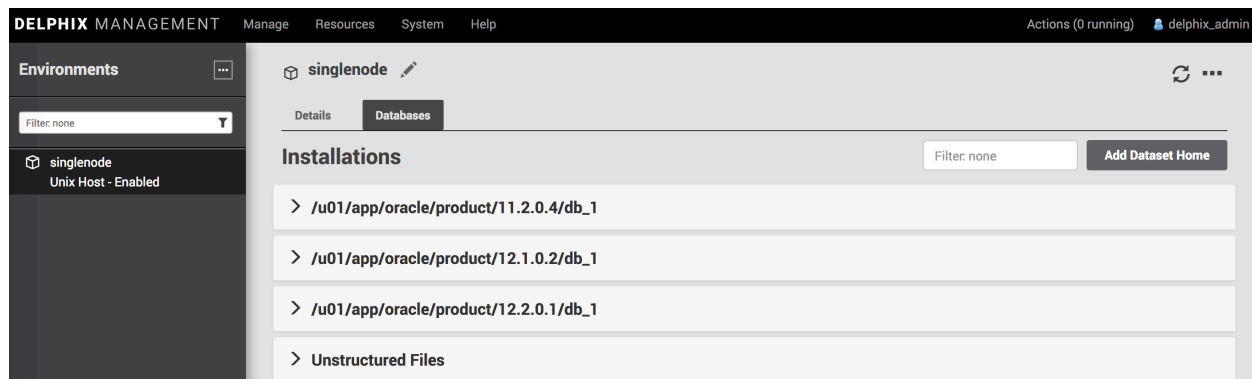 DELPHIX MANAGEMENT Manage Resources System Help Actions (0 running) delphix_admin
Environments
Filter: none
singlenode
Unix Host - Enabled
singlenode
Details Databases
Installations Filter: none Add Dataset Home
/u01/app/oracle/product/11.2.0.4/db_1
/u01/app/oracle/product/12.1.0.2/db_1
/u01/app/oracle/product/12.2.0.1/db_1
Unstructured Files